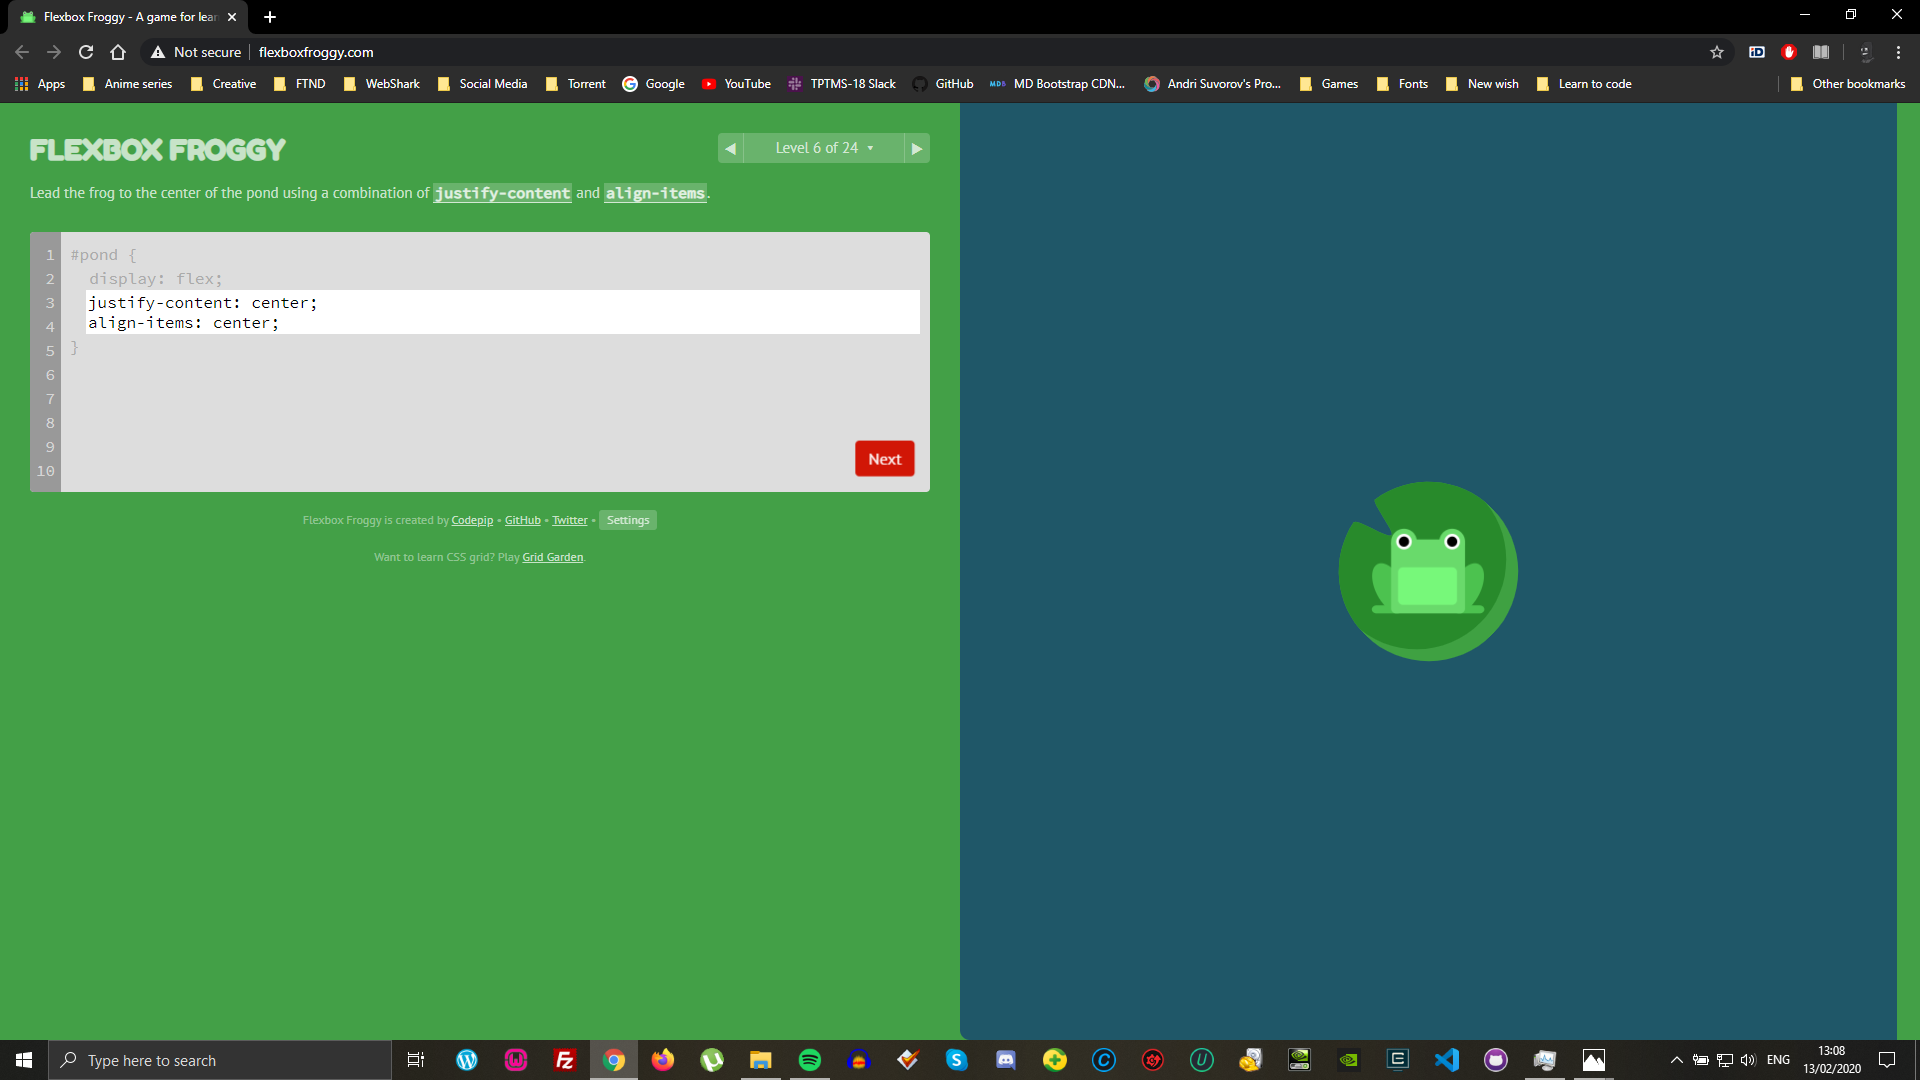 Flexbox Froggy - A game for lear
Not secure
flexboxfroggy.com
Apps
Anime series
Creative
FTND
WebShark
Social Media
Torrent
Google
YouTube
TPTMS-18 Slack
GitHub
MD Bootstrap CDN...
Andri Suvorov's Pro...
Games
Fonts
New wish
Learn to code
Other bookmarks
FLEXBOX FROGGY
◀ Level 6 of 24 ▾ ▶
Lead the frog to the center of the pond using a combination of justify-content and align-items.
1 #pond {
2 display: flex;
3 justify-content: center;
4 align-items: center;
5 }
6
7
8
9
10
Next
Flexbox Froggy is created by Codepip • GitHub • Twitter • Settings
Want to learn CSS grid? Play Grid Garden.
Type here to search
ENG
13:08
13/02/2020